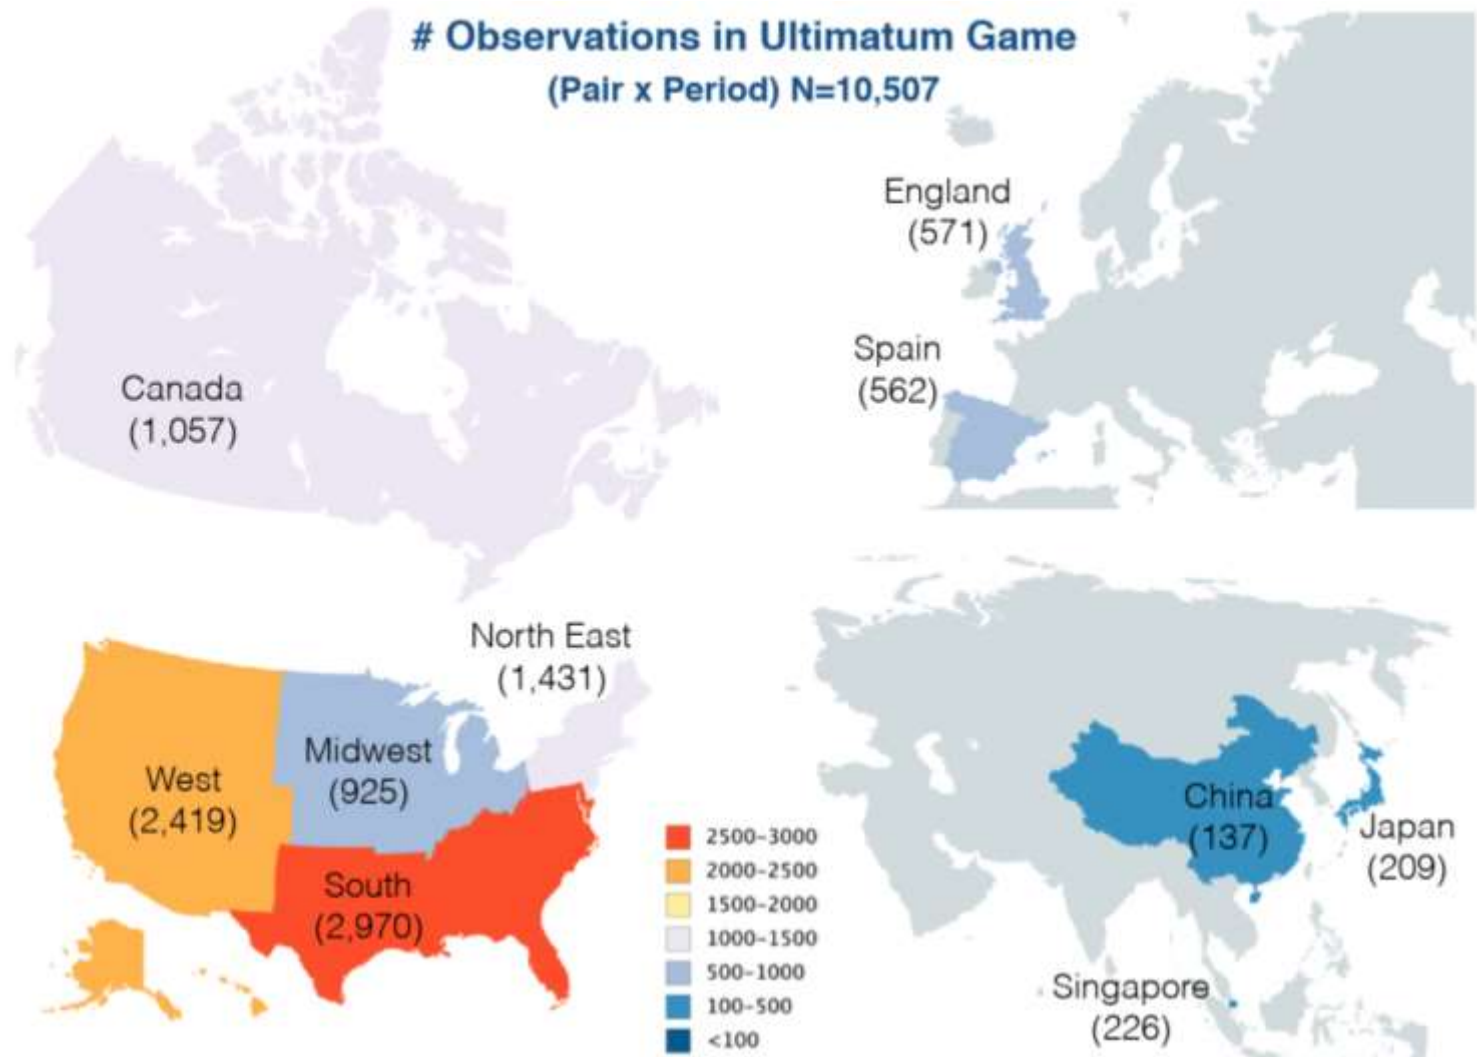 # Observations in Ultimatum Game
(Pair x Period) N=10,507
England
(571)
Spain
(562)
Canada
(1,057)
North East
(1,431)
Midwest
(925)
West
(2,419)
South
(2,970)
2500-3000
2000-2500
1500-2000
1000-1500
500-1000
100-500
<100
China
(137)
Japan
(209)
Singapore
(226)